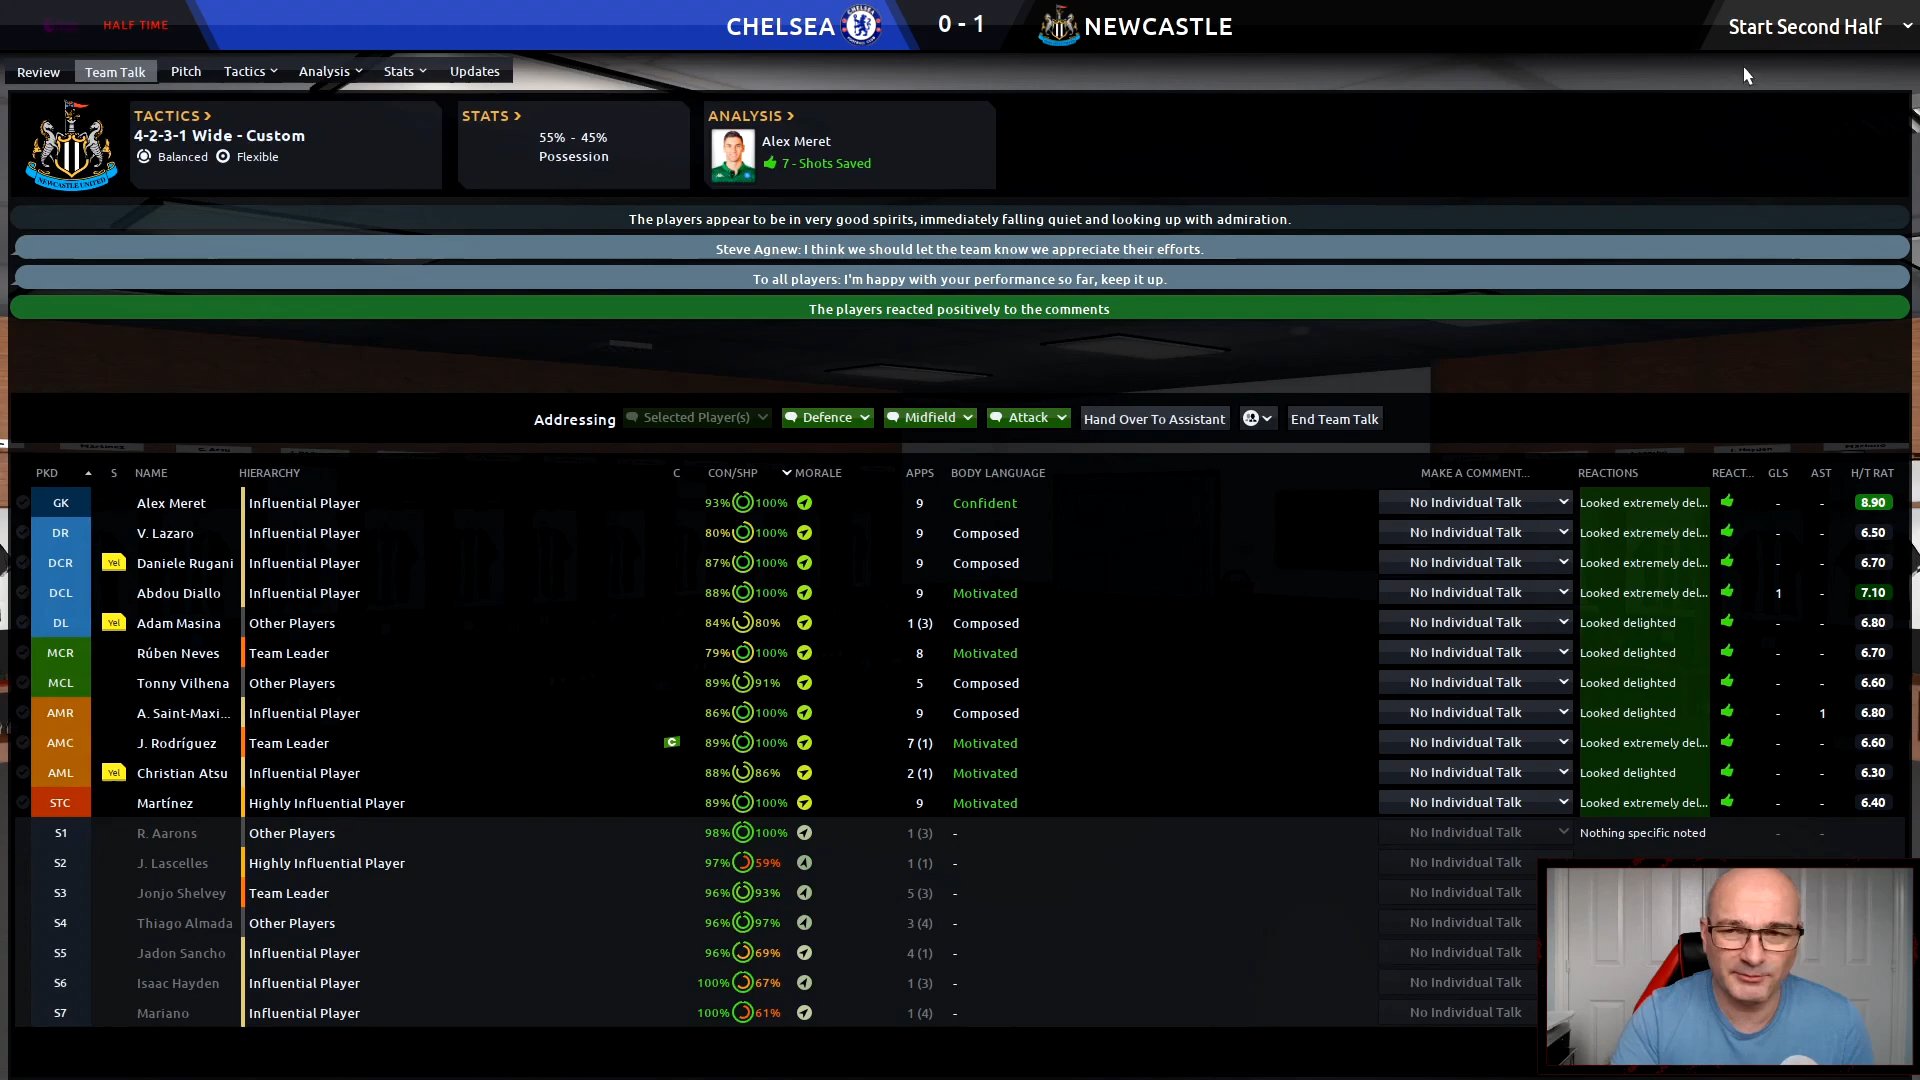 HALF TIME
CHELSEA 0 - 1 NEWCASTLE
Start Second Half
Review Team Talk Pitch Tactics Analysis Stats Updates
NEWCASTLE UNITED
TACTICS >
4-2-3-1 Wide - Custom
Balanced Flexible
STATS >
55% - 45%
Possession
ANALYSIS >
Alex Meret
7 - Shots Saved
The players appear to be in very good spirits, immediately falling quiet and looking up with admiration.
Steve Agnew: I think we should let the team know we appreciate their efforts.
To all players: I'm happy with your performance so far, keep it up.
The players reacted positively to the comments
Addressing Selected Player(s) Defence Midfield Attack Hand Over To Assistant End Team Talk
PKD S NAME HIERARCHY C CON/SHP MORALE APPS BODY LANGUAGE MAKE A COMMENT... REACTIONS REACT... GLS AST H/T RAT
GK Alex Meret Influential Player 93% 100% 9 Confident No Individual Talk Looked extremely del... - - 8.90
DR V. Lazaro Influential Player 80% 100% 9 Composed No Individual Talk Looked extremely del... - - 6.50
DCR Yel Daniele Rugani Influential Player 87% 100% 9 Composed No Individual Talk Looked extremely del... - - 6.70
DCL Abdou Diallo Influential Player 88% 100% 9 Motivated No Individual Talk Looked extremely del... 1 - 7.10
DL Yel Adam Masina Other Players 84% 80% 1 (3) Composed No Individual Talk Looked delighted - - 6.80
MCR Rúben Neves Team Leader 79% 100% 8 Motivated No Individual Talk Looked delighted - - 6.70
MCL Tonny Vilhena Other Players 89% 91% 5 Composed No Individual Talk Looked delighted - - 6.60
AMR A. Saint-Maxi... Influential Player 86% 100% 9 Composed No Individual Talk Looked delighted - 1 6.80
AMC J. Rodríguez Team Leader C 89% 100% 7 (1) Motivated No Individual Talk Looked extremely del... - - 6.60
AML Yel Christian Atsu Influential Player 88% 86% 2 (1) Motivated No Individual Talk Looked delighted - - 6.30
STC Martínez Highly Influential Player 89% 100% 9 Motivated No Individual Talk Looked extremely del... - - 6.40
S1 R. Aarons Other Players 98% 100% 1 (3) - No Individual Talk Nothing specific noted - -
S2 J. Lascelles Highly Influential Player 97% 59% 1 (1) - No Individual Talk
S3 Jonjo Shelvey Team Leader 96% 93% 5 (3) - No Individual Talk
S4 Thiago Almada Other Players 96% 97% 3 (4) - No Individual Talk
S5 Jadon Sancho Influential Player 96% 69% 4 (1) - No Individual Talk
S6 Isaac Hayden Influential Player 100% 67% 1 (3) - No Individual Talk
S7 Mariano Influential Player 100% 61% 1 (4) - No Individual Talk